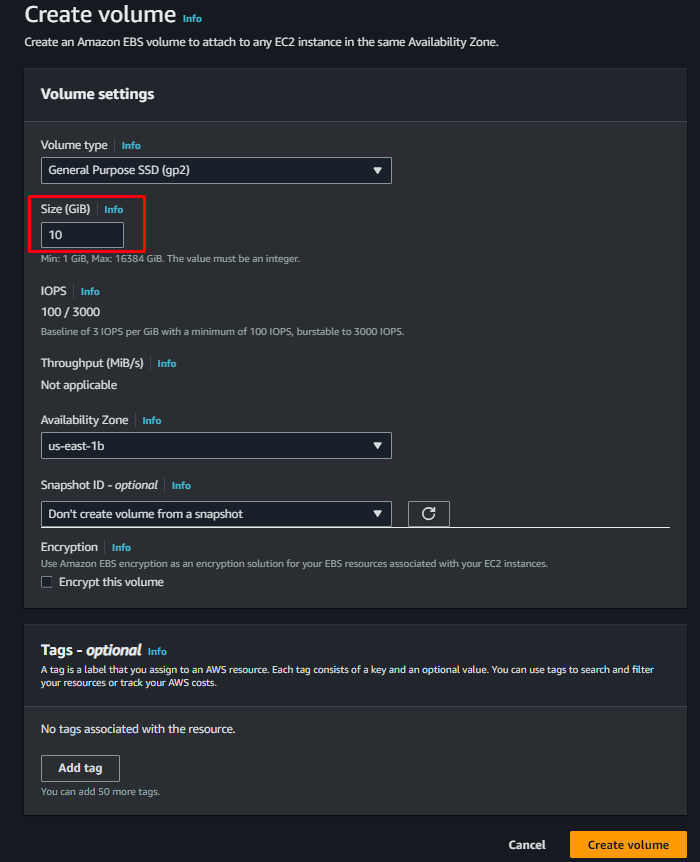 Create volume Info
Create an Amazon EBS volume to attach to any EC2 instance in the same Availability Zone.
Volume settings
Volume type Info
General Purpose SSD (gp2)
Size (GiB) Info
10
Min: 1 GiB, Max: 16384 GiB. The value must be an integer.
IOPS Info
100 / 3000
Baseline of 3 IOPS per GiB with a minimum of 100 IOPS, burstable to 3000 IOPS.
Throughput (MiB/s) Info
Not applicable
Availability Zone Info
us-east-1b
Snapshot ID - optional Info
Don't create volume from a snapshot
Encryption Info
Use Amazon EBS encryption as an encryption solution for your EBS resources associated with your EC2 instances.
Encrypt this volume
Tags - optional Info
A tag is a label that you assign to an AWS resource. Each tag consists of a key and an optional value. You can use tags to search and filter
your resources or track your AWS costs.
No tags associated with the resource.
Add tag
You can add 50 more tags.
Cancel Create volume